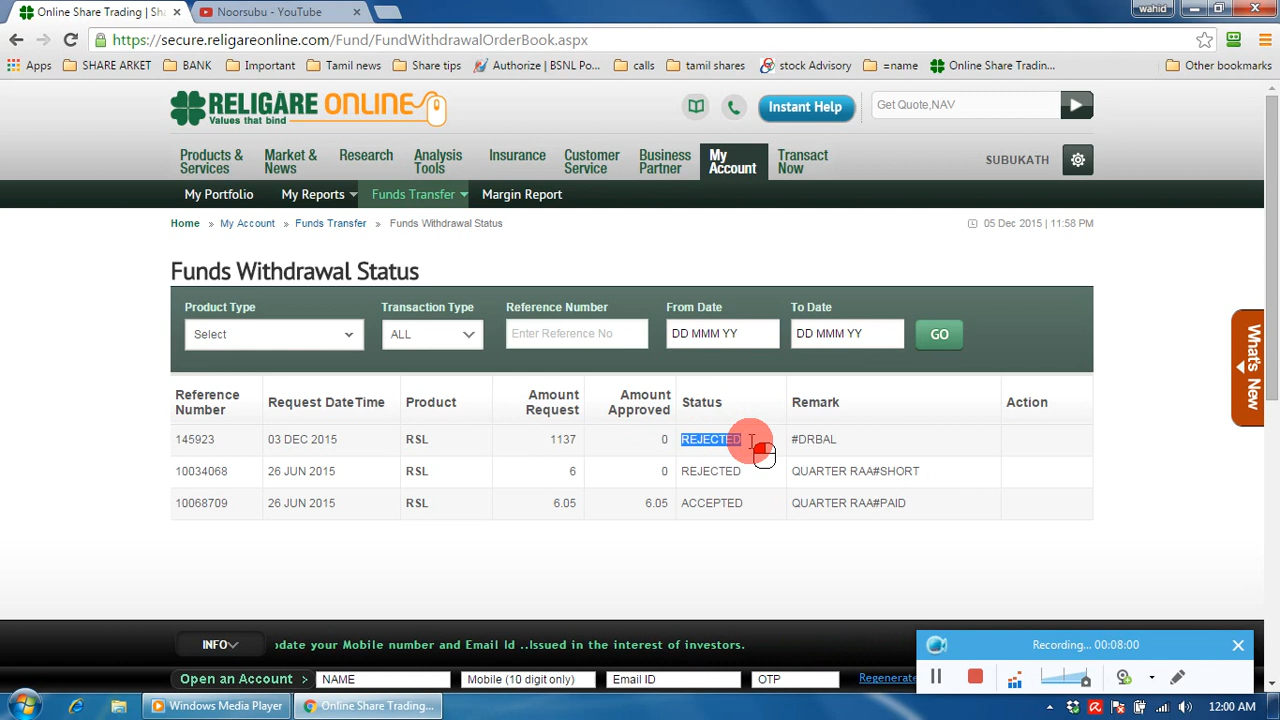 Online Share Trading | Sha
Noorsubu - YouTube
wahid
https://secure.religareonline.com/Fund/FundWithdrawalOrderBook.aspx
Apps SHARE ARKET BANK Important Tamil news Share tips Authorize | BSNL Po... calls tamil shares stock Advisory =name Online Share Tradin... Other bookmarks
RELIGARE ONLINE
Values that bind
Instant Help
Get Quote,NAV
Products & Services
Market & News
Research
Analysis Tools
Insurance
Customer Service
Business Partner
My Account
Transact Now
SUBUKATH
My Portfolio My Reports Funds Transfer Margin Report
Home » My Account » Funds Transfer » Funds Withdrawal Status
05 Dec 2015 | 11:58 PM
Funds Withdrawal Status
Product Type Transaction Type Reference Number From Date To Date
Select ALL Enter Reference No DD MMM YY DD MMM YY GO
What's New
Reference Number Request DateTime Product Amount Request Amount Approved Status Remark Action
145923 03 DEC 2015 RSL 1137 0 REJECTED #DRBAL
10034068 26 JUN 2015 RSL 6 0 REJECTED QUARTER RAA#SHORT
10068709 26 JUN 2015 RSL 6.05 6.05 ACCEPTED QUARTER RAA#PAID
INFO
pdate your Mobile number and Email Id ..Issued in the interest of investors.
Recording... 00:08:00
Open an Account > NAME Mobile (10 digit only) Email ID OTP Regenerate
Windows Media Player
Online Share Trading...
12:00 AM